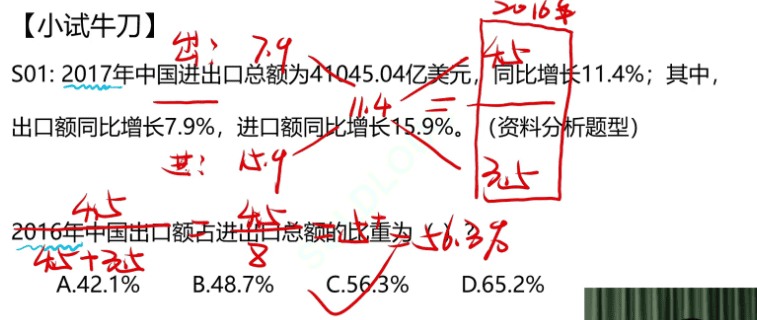 【小试牛刀】
2016年
出: 7.9
4.5
S01: 2017年中国进出口总额为41045.04亿美元，同比增长11.4%；其中，
11.4 =
出口额同比增长7.9%，进口额同比增长15.9%。（资料分析题型）
进: 15.9
3.5
4.5 = 4.5
2016年中国出口额占进出口总额的比重为（ ）？
= 56.3%
4.5+3.5 8
A.42.1% B.48.7% C.56.3% D.65.2%